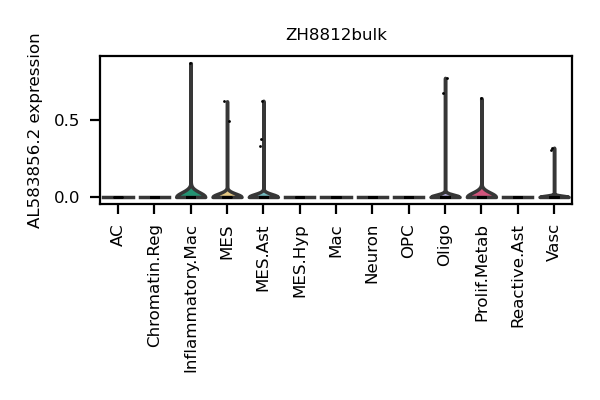 ZH8812bulk
AL583856.2 expression
0.5
0.0
AC
Chromatin.Reg
Inflammatory.Mac
MES
MES.Ast
MES.Hyp
Mac
Neuron
OPC
Oligo
Prolif.Metab
Reactive.Ast
Vasc